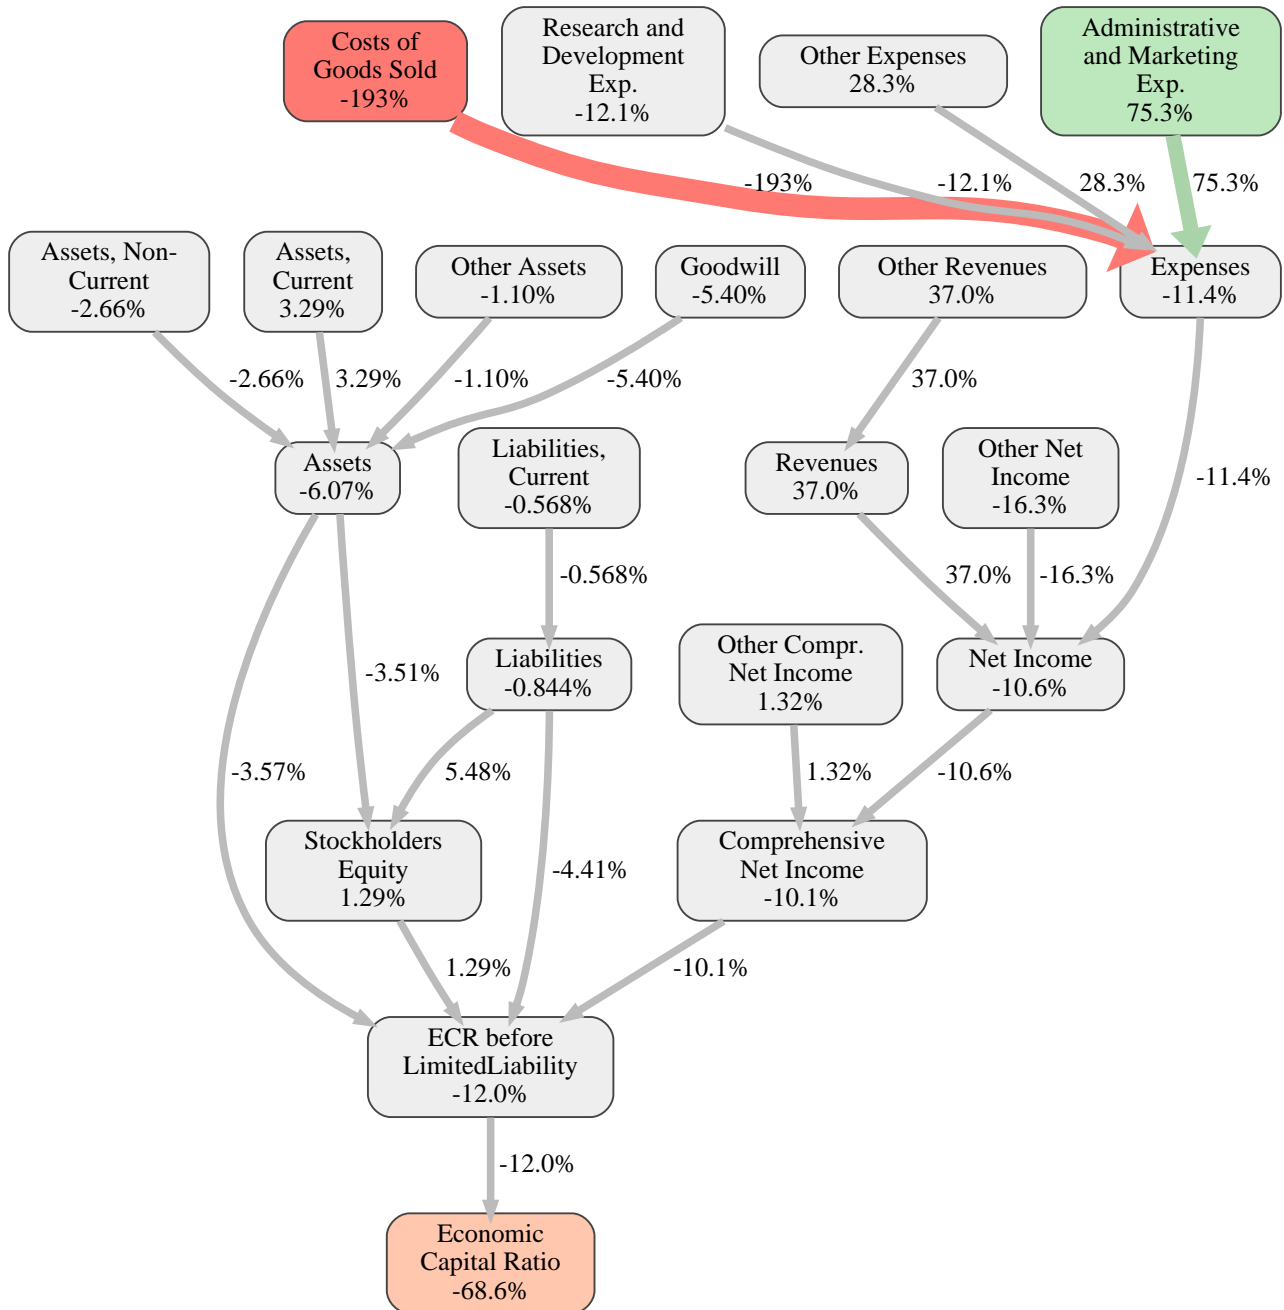 Costs of
Goods Sold
-193%
Research and
Development
Exp.
-12.1%
Other Expenses
28.3%
Administrative
and Marketing
Exp.
75.3%
-193%
-12.1%
28.3%
75.3%
Assets, Non-
Current
-2.66%
Assets,
Current
3.29%
Other Assets
-1.10%
Goodwill
-5.40%
Other Revenues
37.0%
Expenses
-11.4%
-2.66%
3.29%
-1.10%
-5.40%
37.0%
Assets
-6.07%
Liabilities,
Current
-0.568%
Revenues
37.0%
Other Net
Income
-16.3%
-11.4%
-0.568%
37.0%
-16.3%
Liabilities
-0.844%
Other Compr.
Net Income
1.32%
Net Income
-10.6%
-3.51%
-3.57%
5.48%
1.32%
-10.6%
Stockholders
Equity
1.29%
-4.41%
Comprehensive
Net Income
-10.1%
1.29%
-10.1%
ECR before
LimitedLiability
-12.0%
-12.0%
Economic
Capital Ratio
-68.6%